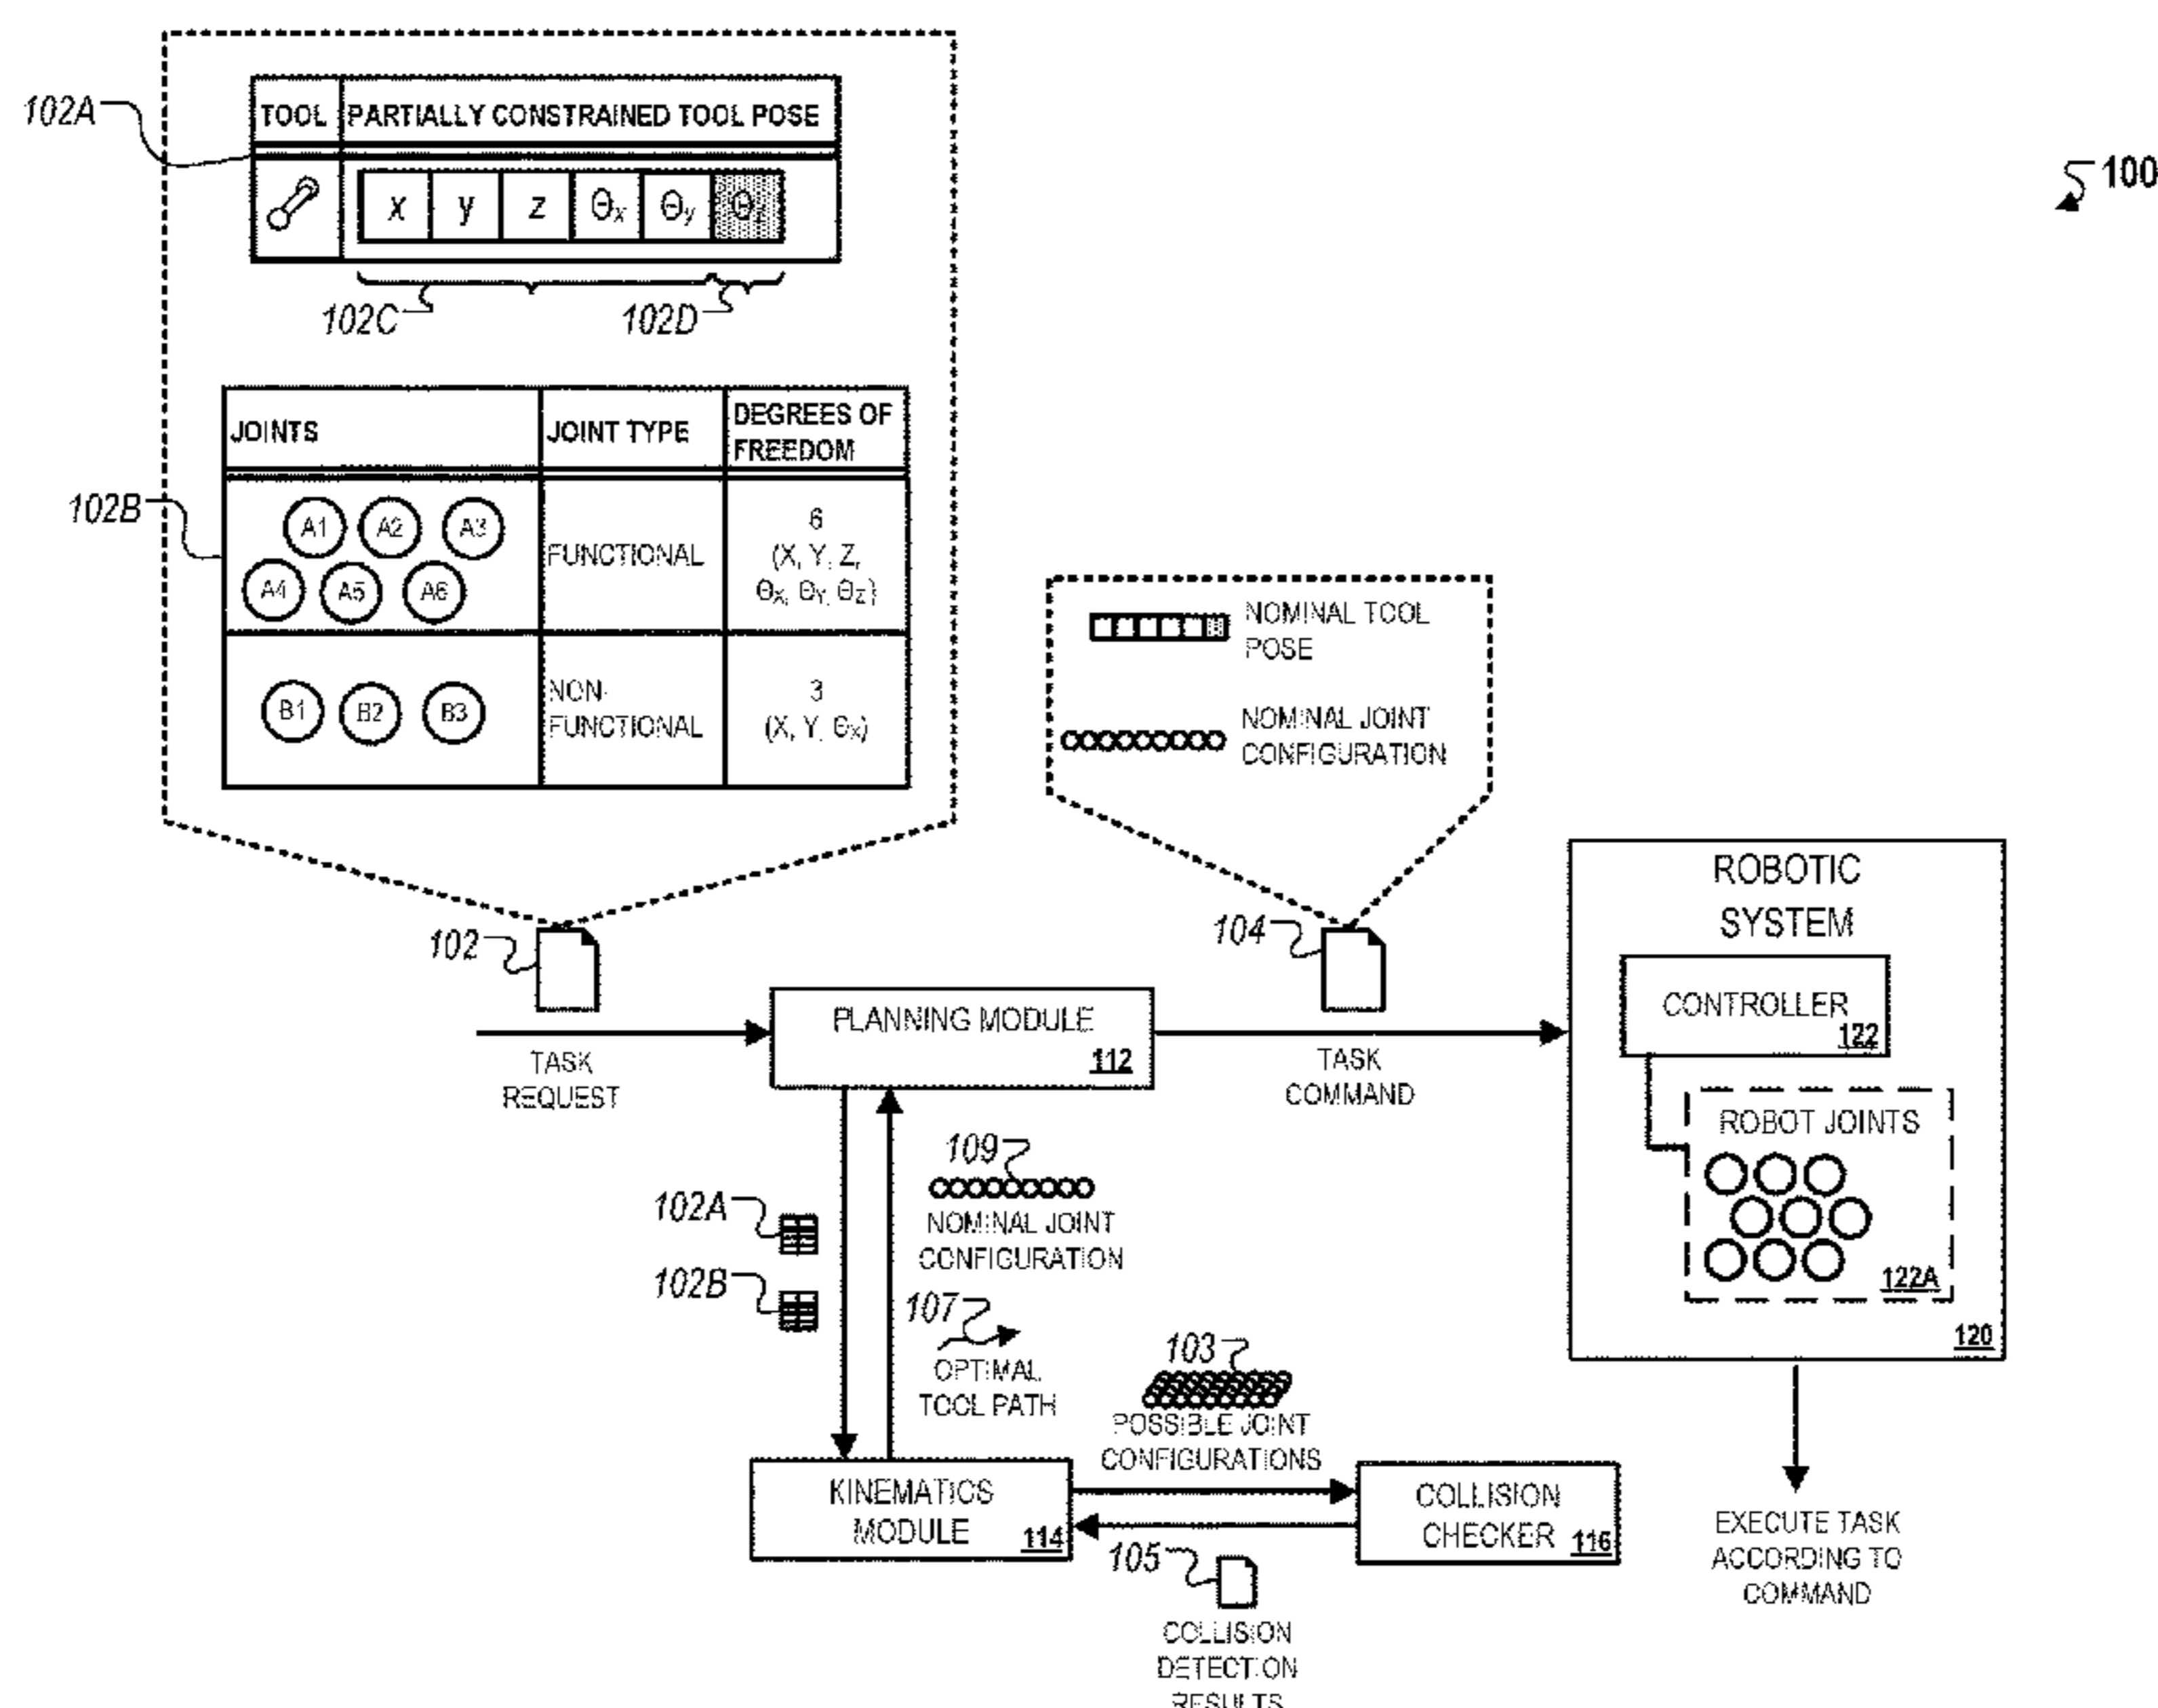 100
102A
TOOL PARTIALLY CONSTRAINED TOOL POSE
x y z Θx Θy Θz
102C 102D
JOINTS JOINT TYPE DEGREES OF
FREEDOM
102B
A1 A2 A3
A4 A5 A6
FUNCTIONAL
6
(X, Y, Z,
ΘX, ΘY, ΘZ)
B1 B2 B3
NON-
FUNCTIONAL
3
(X, Y, ΘX)
NOMINAL TOOL
POSE
NOMINAL JOINT
CONFIGURATION
102
104
TASK
REQUEST
PLANNING MODULE
112
TASK
COMMAND
ROBOTIC
SYSTEM
CONTROLLER
122
ROBOT JOINTS
122A
120
102A
102B
109
NOMINAL JOINT
CONFIGURATION
107
OPTIMAL
TOOL PATH
103
POSSIBLE JOINT
CONFIGURATIONS
KINEMATICS
MODULE 114
COLLISION
CHECKER 116
105
COLLISION
DETECTION
RESULTS
EXECUTE TASK
ACCORDING TO
COMMAND